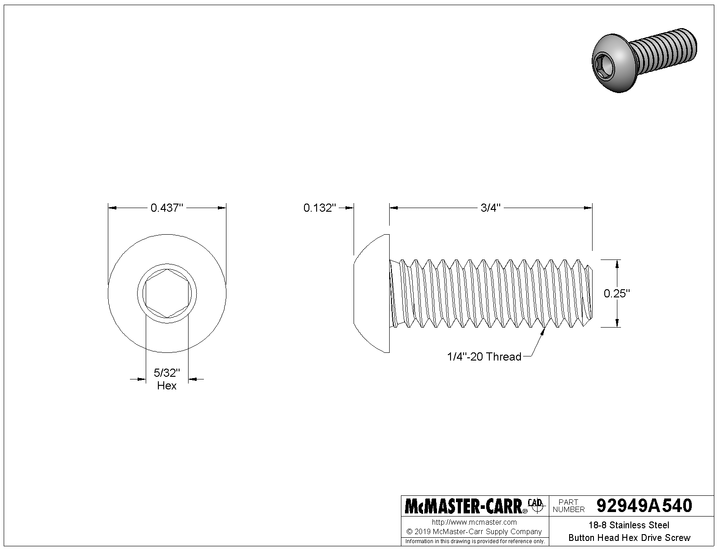 0.437"
0.132"
3/4"
0.25"
1/4"-20 Thread
5/32"
Hex
McMASTER-CARR® CAD
http://www.mcmaster.com
© 2019 McMaster-Carr Supply Company
Information in this drawing is provided for reference only.
PART
NUMBER
92949A540
18-8 Stainless Steel
Button Head Hex Drive Screw